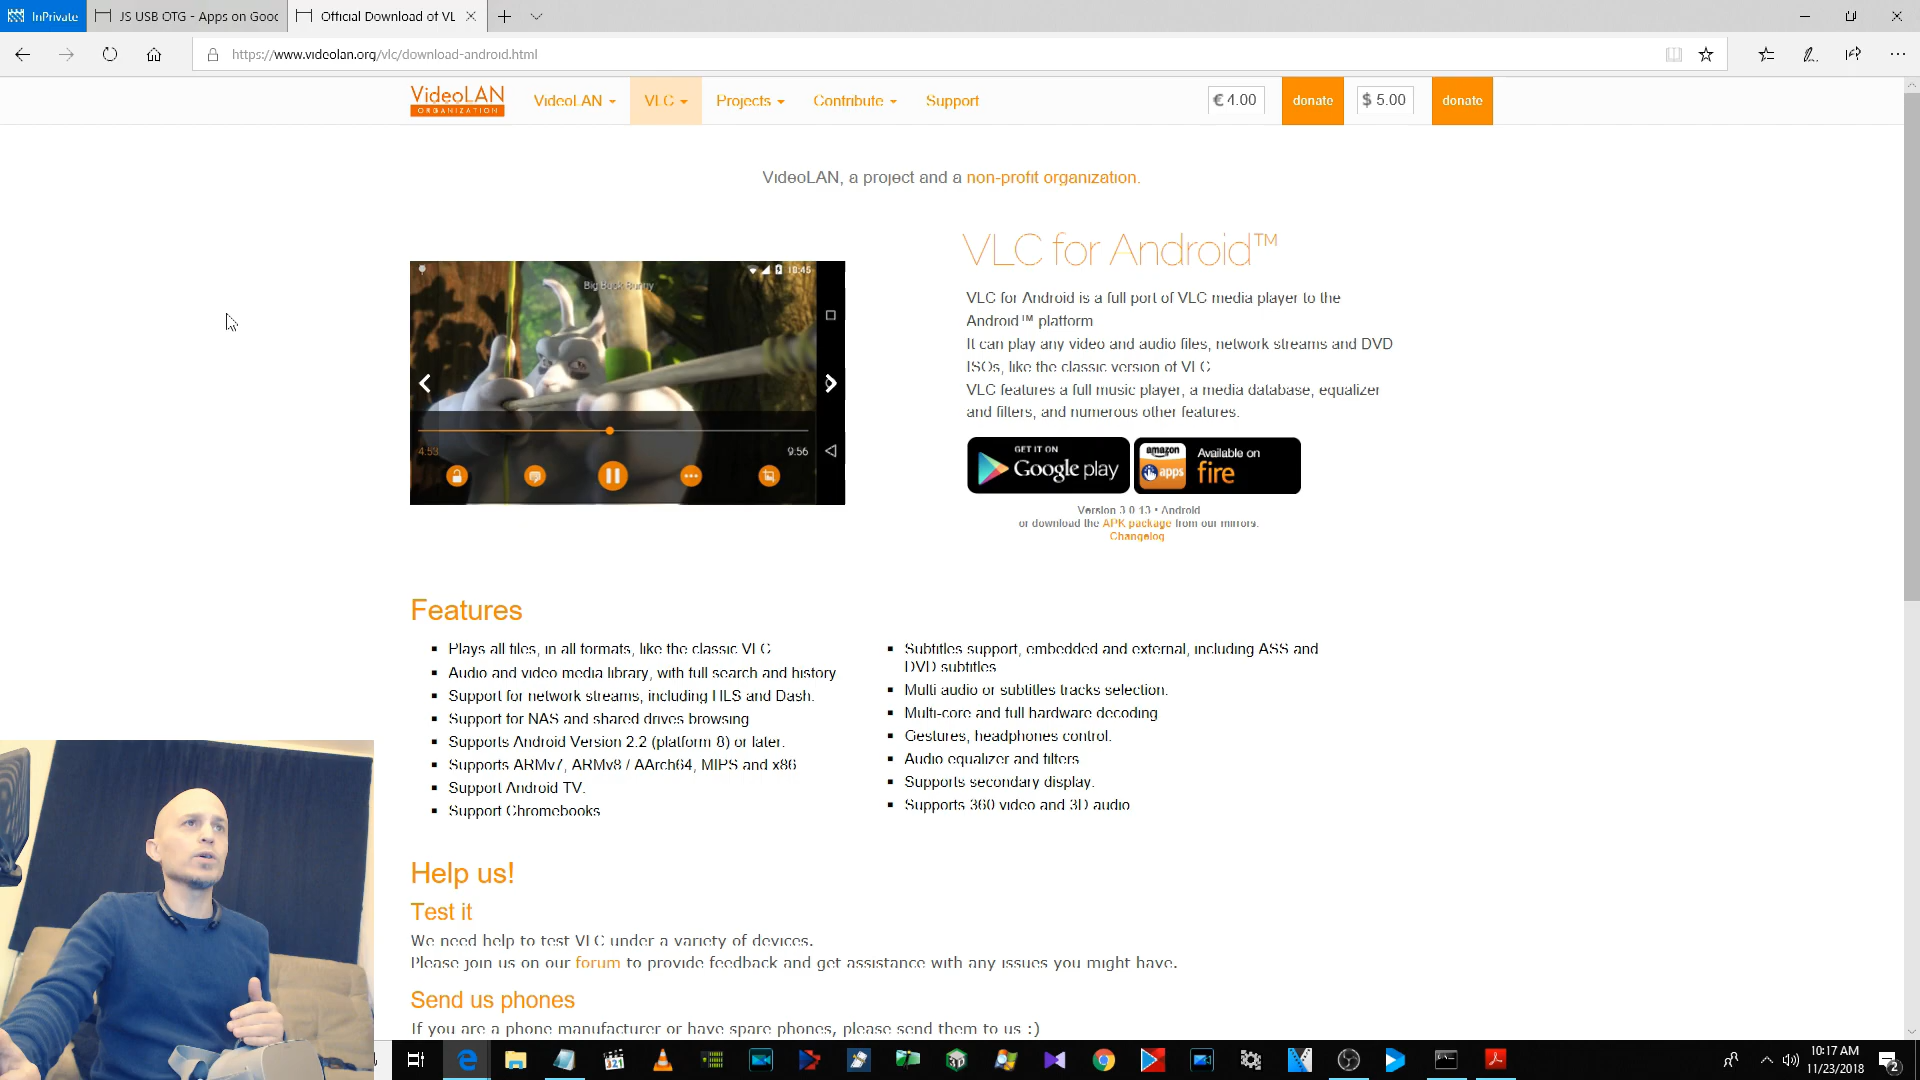 InPrivate
JS USB OTG - Apps on Goo
Official Download of VL
https://www.videolan.org/vlc/download-android.html
VideoLAN
ORGANIZATION
VideoLAN
VLC
Projects
Contribute
Support
€ 4.00
donate
$ 5.00
donate
VideoLAN, a project and a non-profit organization.
10:45
Big Buck Bunny
4:53
9:56
VLC for Android™
VLC for Android is a full port of VLC media player to the
Android™ platform
It can play any video and audio files, network streams and DVD
ISOs, like the classic version of VLC
VLC features a full music player, a media database, equalizer
and filters, and numerous other features.
GET IT ON
Google play
amazon
apps
Available on
fire
Version 3.0.13 • Android
or download the APK package from our mirrors.
Changelog
Features
Plays all files, in all formats, like the classic VLC
Audio and video media library, with full search and history
Support for network streams, including HLS and Dash.
Support for NAS and shared drives browsing
Supports Android Version 2.2 (platform 8) or later.
Supports ARMv7, ARMv8 / AArch64, MIPS and x86
Support Android TV.
Support Chromebooks
Subtitles support, embedded and external, including ASS and
DVD subtitles
Multi audio or subtitles tracks selection.
Multi-core and full hardware decoding
Gestures, headphones control.
Audio equalizer and filters
Supports secondary display.
Supports 360 video and 3D audio
Help us!
Test it
We need help to test VLC under a variety of devices.
Please join us on our forum to provide feedback and get assistance with any issues you might have.
Send us phones
If you are a phone manufacturer or have spare phones, please send them to us :)
10:17 AM
11/23/2018
2